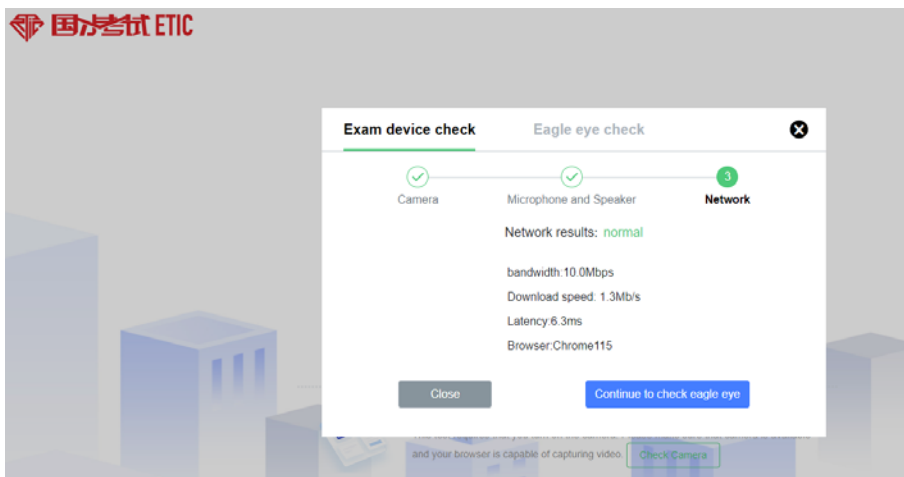 国才考试 ETIC
Exam device check
Eagle eye check
Camera
Microphone and Speaker
3
Network
Network results: normal
bandwidth:10.0Mbps
Download speed: 1.3Mb/s
Latency:6.3ms
Browser:Chrome115
Close
Continue to check eagle eye
and your browser is capable of capturing video.
Check Camera